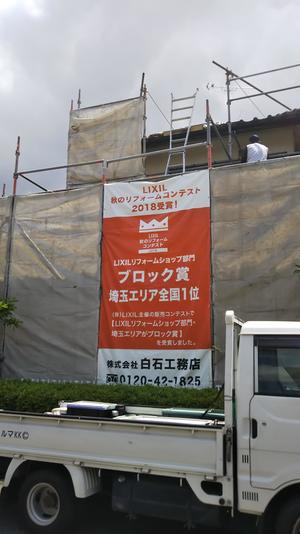 LIXIL
秋のリフォームコンテスト
2018受賞!
LIXIL
秋のリフォーム
コンテスト
LIXILリフォームショップ部門
ブロック賞
埼玉エリア全国1位
(株)LIXIL主催の販売コンテストで
【LIXILリフォームショップ部門・
埼玉エリアがブロック賞】
を受賞しました。
株式会社 白石工務店
0120-42-1825
ルマKK©